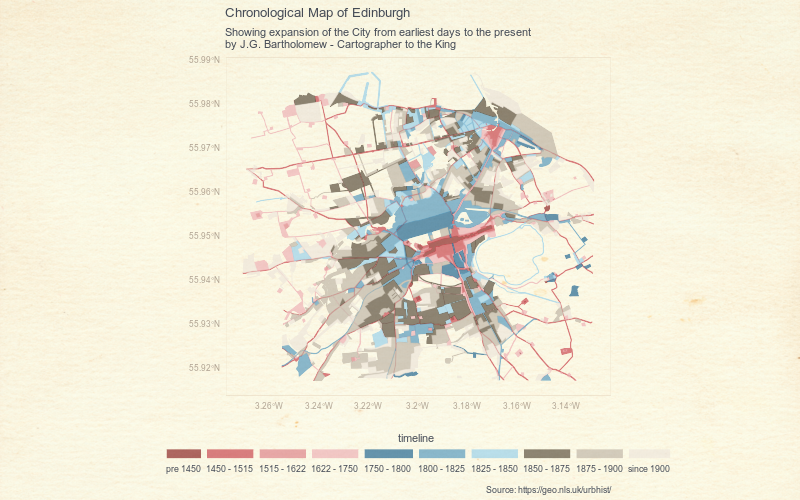 Chronological Map of Edinburgh
Showing expansion of the City from earliest days to the present
by J.G. Bartholomew - Cartographer to the King
55.99°N
55.98°N
55.97°N
55.96°N
55.95°N
55.94°N
55.93°N
55.92°N
3.26°W 3.24°W 3.22°W 3.2°W 3.18°W 3.16°W 3.14°W
timeline
pre 1450 1450 - 1515 1515 - 1622 1622 - 1750 1750 - 1800 1800 - 1825 1825 - 1850 1850 - 1875 1875 - 1900 since 1900
Source: https://geo.nls.uk/urbhist/